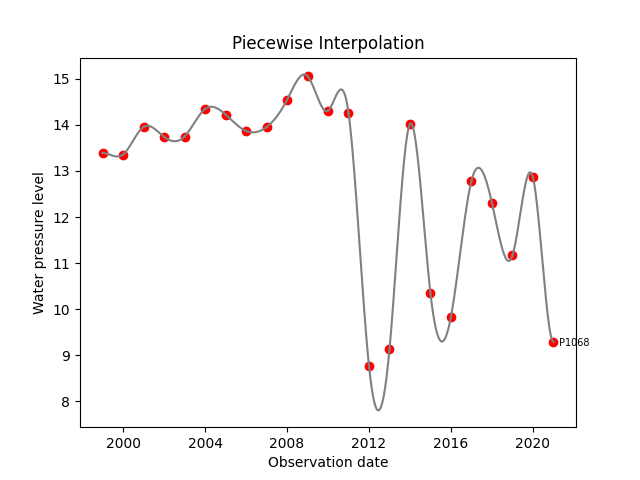 Piecewise Interpolation
Water pressure level
15
14
13
12
11
10
9
8
P1068
2000 2004 2008 2012 2016 2020
Observation date